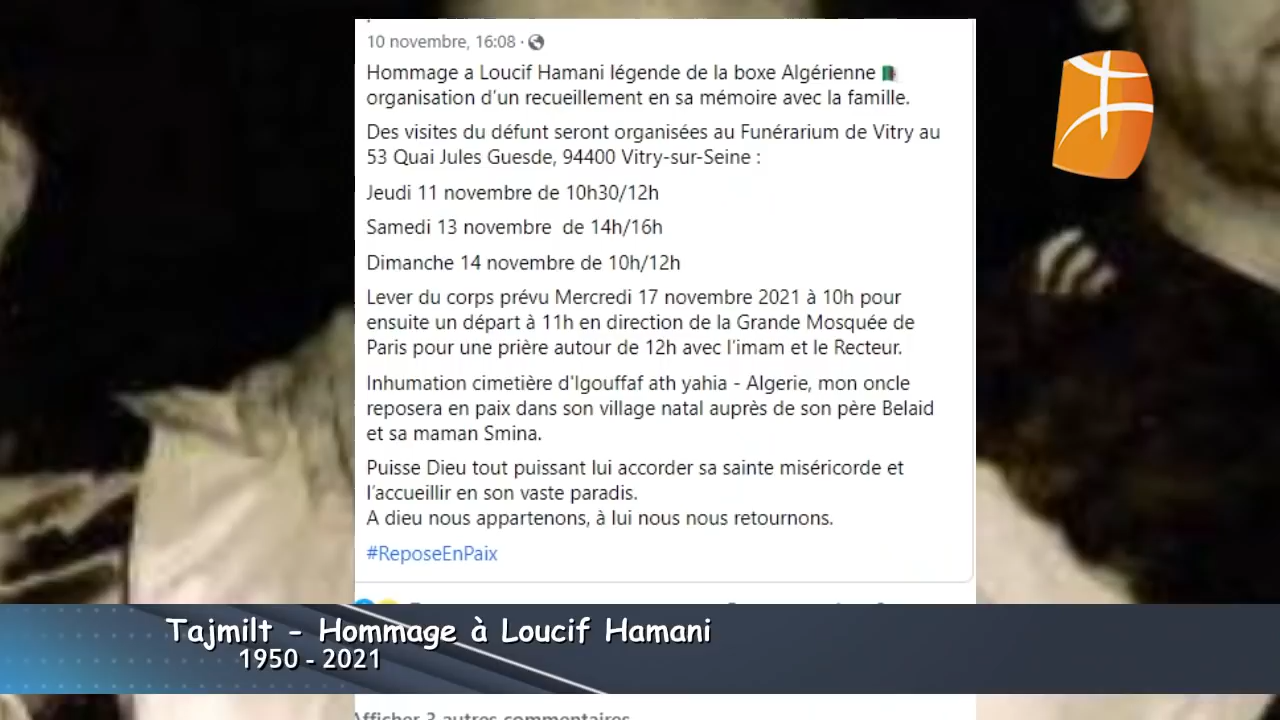 10 novembre, 16:08 ·
Hommage a Loucif Hamani légende de la boxe Algérienne
organisation d'un recueillement en sa mémoire avec la famille.
Des visites du défunt seront organisées au Funérarium de Vitry au
53 Quai Jules Guesde, 94400 Vitry-sur-Seine :
Jeudi 11 novembre de 10h30/12h
Samedi 13 novembre de 14h/16h
Dimanche 14 novembre de 10h/12h
Lever du corps prévu Mercredi 17 novembre 2021 à 10h pour
ensuite un départ à 11h en direction de la Grande Mosquée de
Paris pour une prière autour de 12h avec l'imam et le Recteur.
Inhumation cimetière d'Igouffaf ath yahia - Algerie, mon oncle
reposera en paix dans son village natal auprès de son père Belaid
et sa maman Smina.
Puisse Dieu tout puissant lui accorder sa sainte miséricorde et
l'accueillir en son vaste paradis.
A dieu nous appartenons, à lui nous nous retournons.
#ReposeEnPaix
Tajmilt - Hommage à Loucif Hamani
1950 - 2021
Afficher 3 autres commentaires